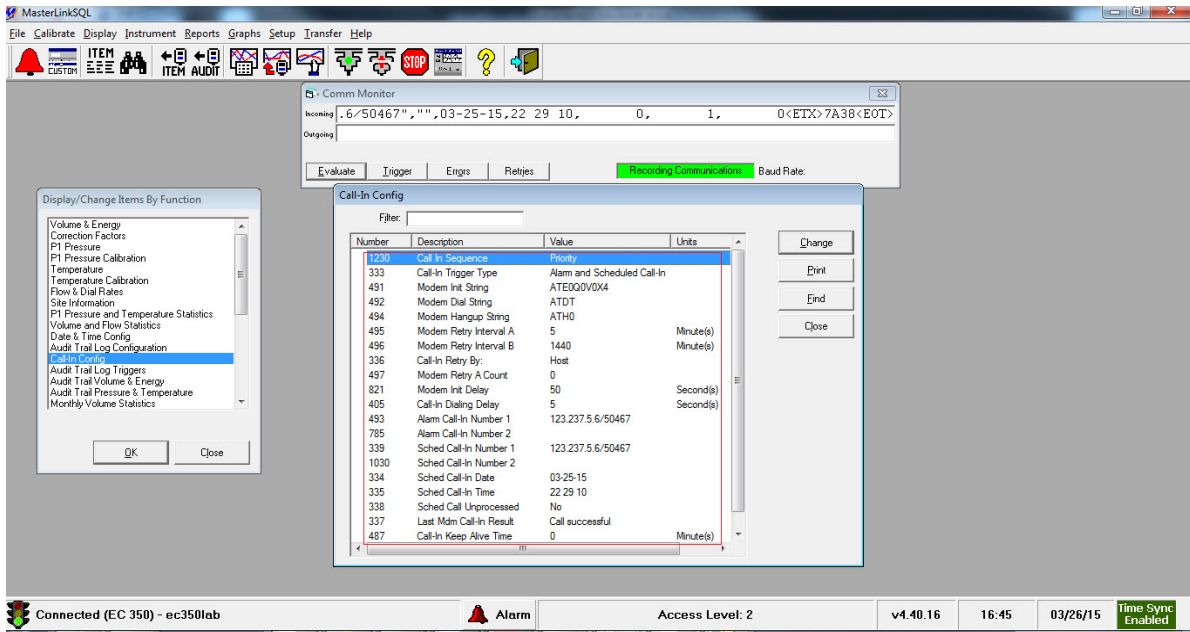 MasterLinkSQL
File Calibrate Display Instrument Reports Graphs Setup Transfer Help
CUSTOM ITEM ITEM AUDIT STOP
Comm Monitor
Incoming .6/50467","",03-25-15,22 29 10, 0, 1, 0<ETX>7A38<EOT>
Outgoing
Evaluate Trigger Errors Retries Recording Communications Baud Rate:
Display/Change Items By Function
Volume & Energy
Correction Factors
P1 Pressure
P1 Pressure Calibration
Temperature
Temperature Calibration
Flow & Dial Rates
Site Information
P1 Pressure and Temperature Statistics
Volume and Flow Statistics
Date & Time Config
Audit Trail Log Configuration
Call-In Config
Audit Trail Log Triggers
Audit Trail Volume & Energy
Audit Trail Pressure & Temperature
Monthly Volume Statistics
OK Close
Call-In Config
Filter:
Number Description Value Units
1230 Call In Sequence Priority
333 Call-In Trigger Type Alarm and Scheduled Call-In
491 Modem Init String ATE0Q0V0X4
492 Modem Dial String ATDT
494 Modem Hangup String ATH0
495 Modem Retry Interval A 5 Minute(s)
496 Modem Retry Interval B 1440 Minute(s)
336 Call-In Retry By: Host
497 Modem Retry A Count 0
821 Modem Init Delay 50 Second(s)
405 Call-In Dialing Delay 5 Second(s)
493 Alarm Call-In Number 1 123.237.5.6/50467
785 Alarm Call-In Number 2
339 Sched Call-In Number 1 123.237.5.6/50467
1030 Sched Call-In Number 2
334 Sched Call-In Date 03-25-15
335 Sched Call-In Time 22 29 10
338 Sched Call Unprocessed No
337 Last Mdm Call-In Result Call successful
487 Call-In Keep Alive Time 0 Minute(s)
Change
Print
Find
Close
Connected (EC 350) - ec350lab Alarm Access Level: 2 v4.40.16 16:45 03/26/15 Time Sync Enabled